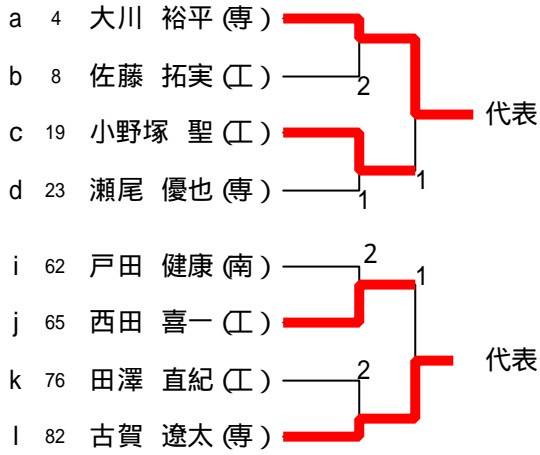 a 4 大川 裕平 (専)
b 8 佐藤 拓実 (工)
2
代表
c 19 小野塚 聖 (工)
d 23 瀬尾 優也 (専)
1
1
i 62 戸田 健康 (南)
2
1
j 65 西田 喜一 (工)
代表
k 76 田澤 直紀 (工)
2
l 82 古賀 遼太 (専)